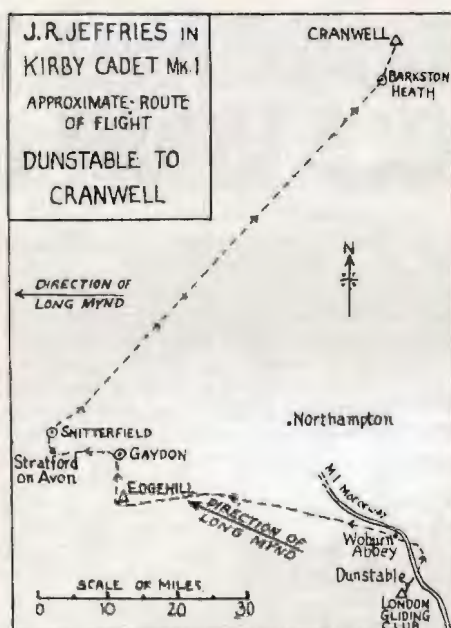 J.R.JEFFRIES IN
KIRBY CADET MK.I
APPROXIMATE ROUTE
OF FLIGHT
DUNSTABLE TO
CRANWELL
CRANWELL
BARKSTON
HEATH
DIRECTION OF
LONG MYND
N
Northampton
SNITTERFIELD
Stratford
on Avon
GAYDON
EDGEHILL
DIRECTION OF
LONG MYND
M1 Motorway
Woburn
Abbey
Dunstable
LONDON
GLIDING
CLUB
SCALE OF MILES
0 10 20 30